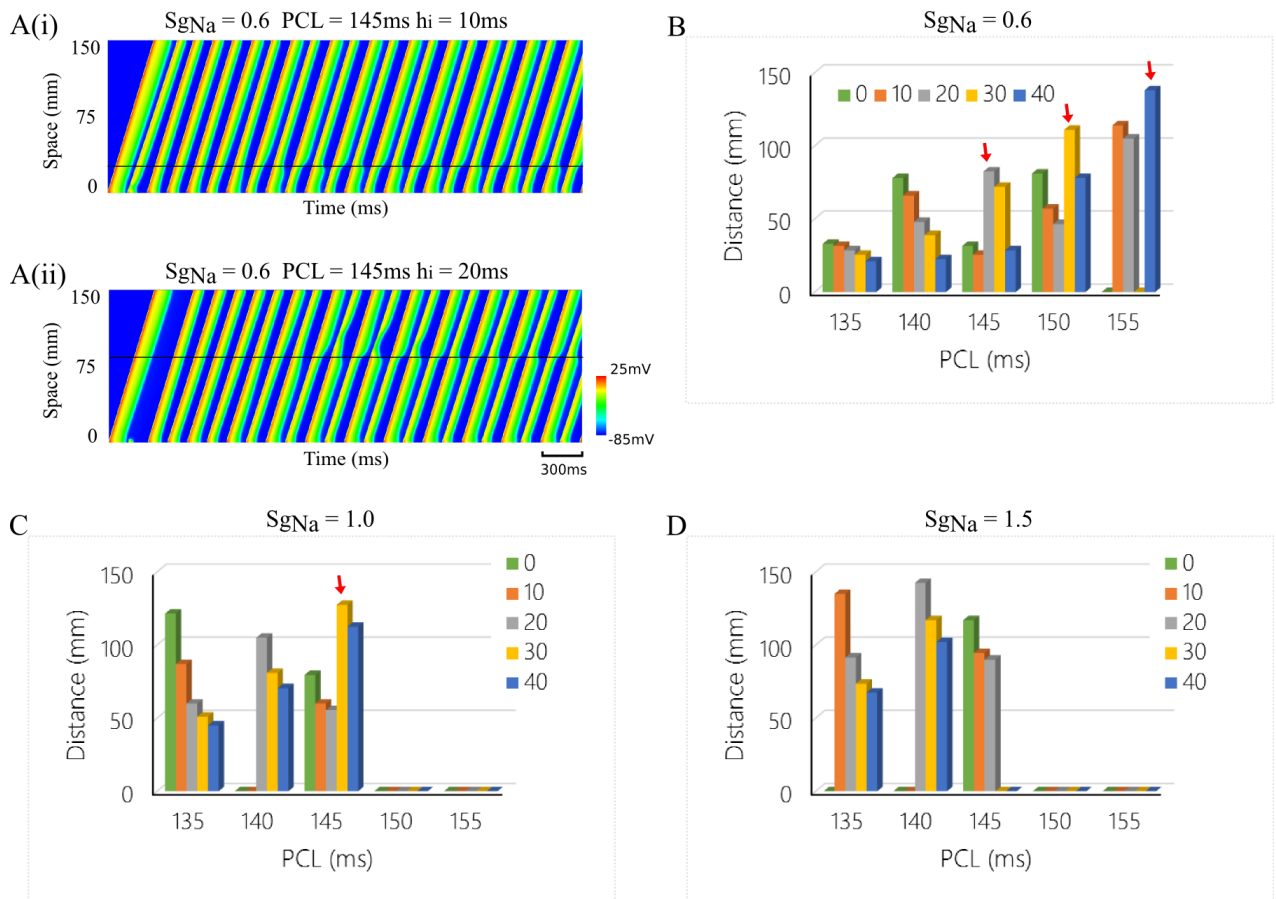 A(i)
SgNa = 0.6 PCL = 145ms hi = 10ms
150
75
0
Space (mm)
Time (ms)
A(ii)
SgNa = 0.6 PCL = 145ms hi = 20ms
150
75
0
Space (mm)
Time (ms)
25mV
-85mV
300ms
B
SgNa = 0.6
0 10 20 30 40
150
100
50
0
Distance (mm)
135 140 145 150 155
PCL (ms)
C
SgNa = 1.0
150
100
50
0
Distance (mm)
135 140 145 150 155
PCL (ms)
0
10
20
30
40
D
SgNa = 1.5
150
100
50
0
Distance (mm)
135 140 145 150 155
PCL (ms)
0
10
20
30
40